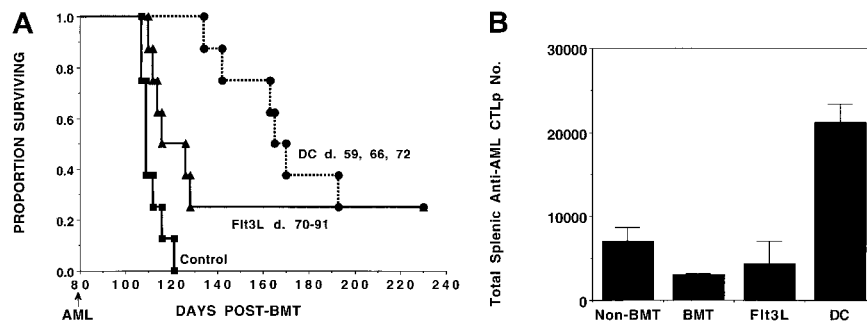 A
PROPORTION SURVIVING
1.0
0.8
0.6
0.4
0.2
0.0
DC d. 59, 66, 72
Flt3L d. 70-91
Control
80 100 120 140 160 180 200 220 240
AML
DAYS POST-BMT
B
Total Splenic Anti-AML CTLp No.
30000
20000
10000
0
Non-BMT BMT Flt3L DC